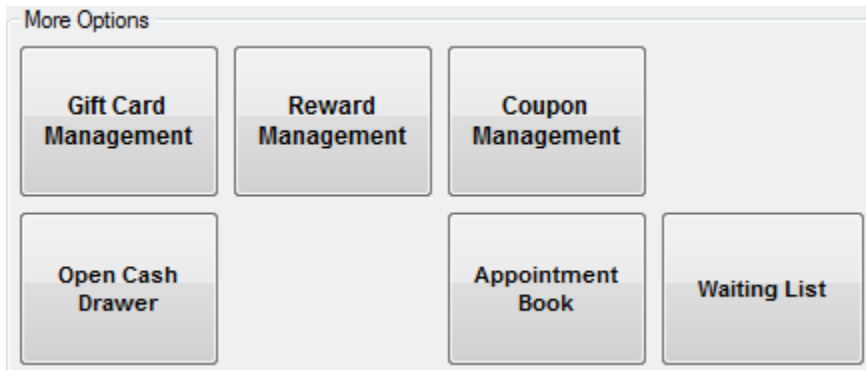 More Options
Gift Card
Management
Reward
Management
Coupon
Management
Open Cash
Drawer
Appointment
Book
Waiting List